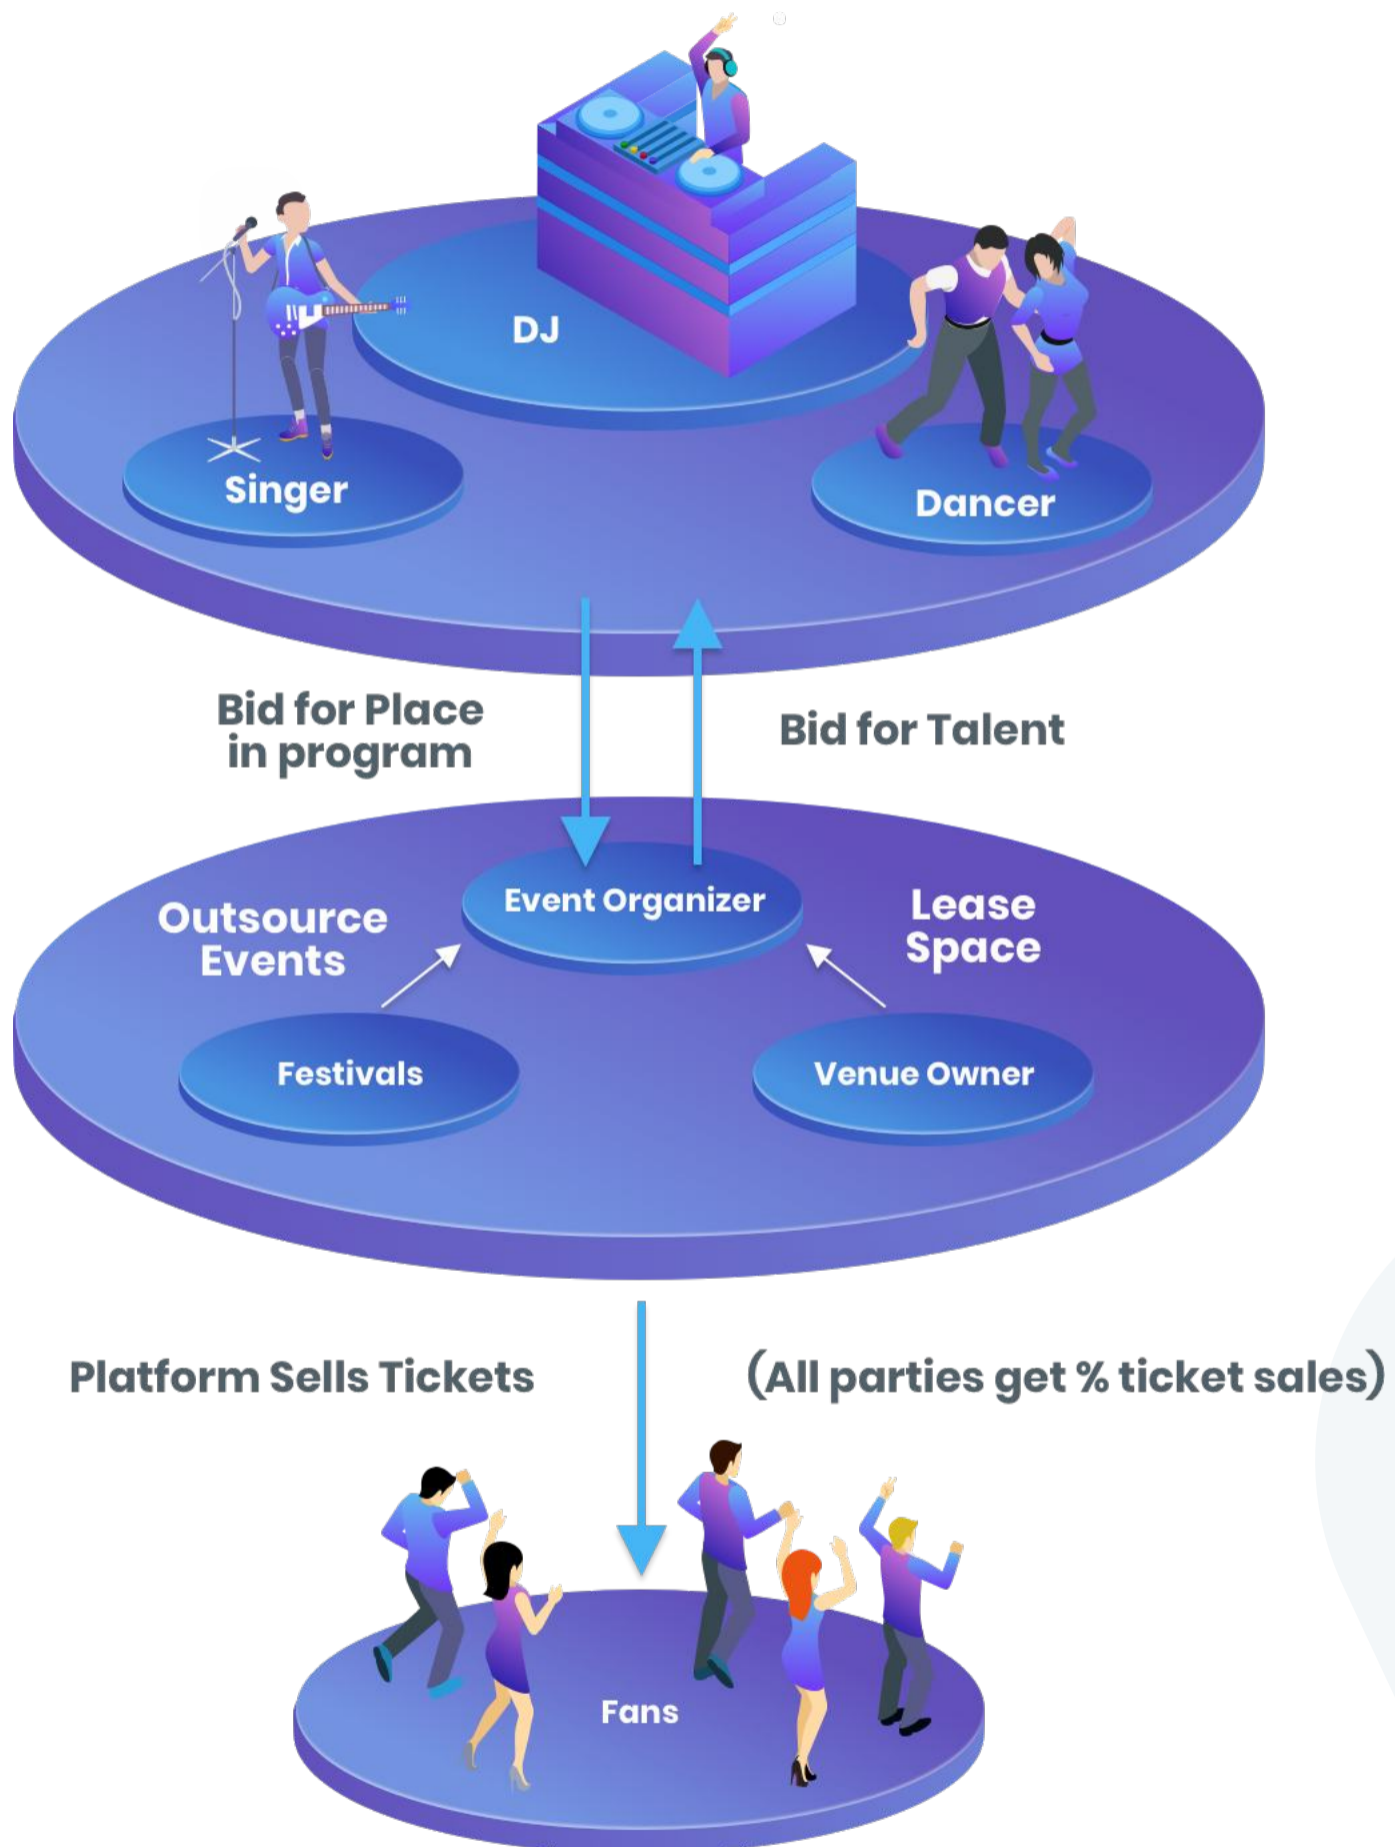 DJ
Singer
Dancer
Bid for Place
in program
Bid for Talent
Event Organizer
Outsource
Events
Lease
Space
Festivals
Venue Owner
Platform Sells Tickets
(All parties get % ticket sales)
Fans